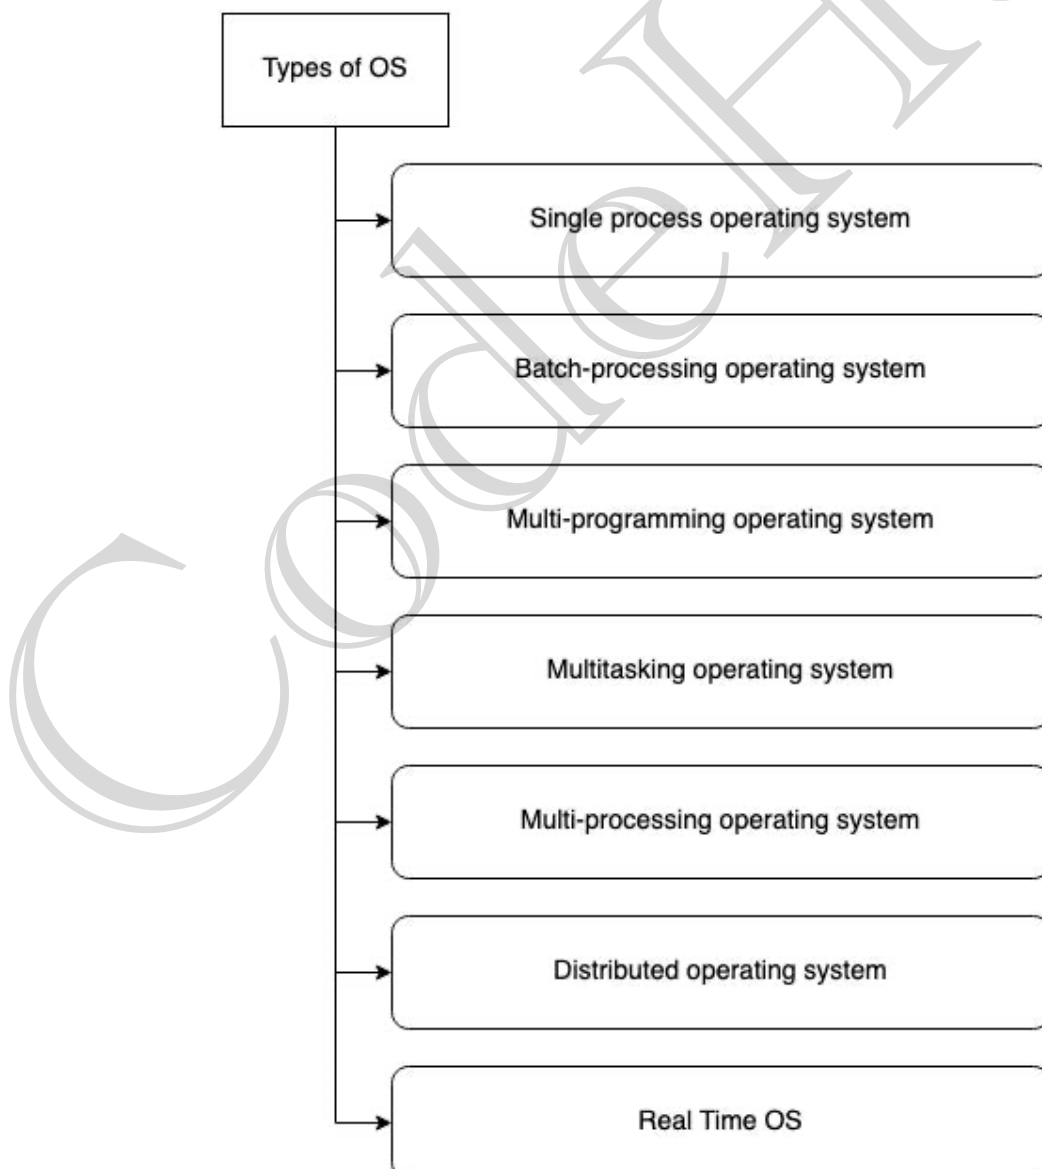 Types of OS
Single process operating system
Batch-processing operating system
Multi-programming operating system
Multitasking operating system
Multi-processing operating system
Distributed operating system
Real Time OS
CodeH